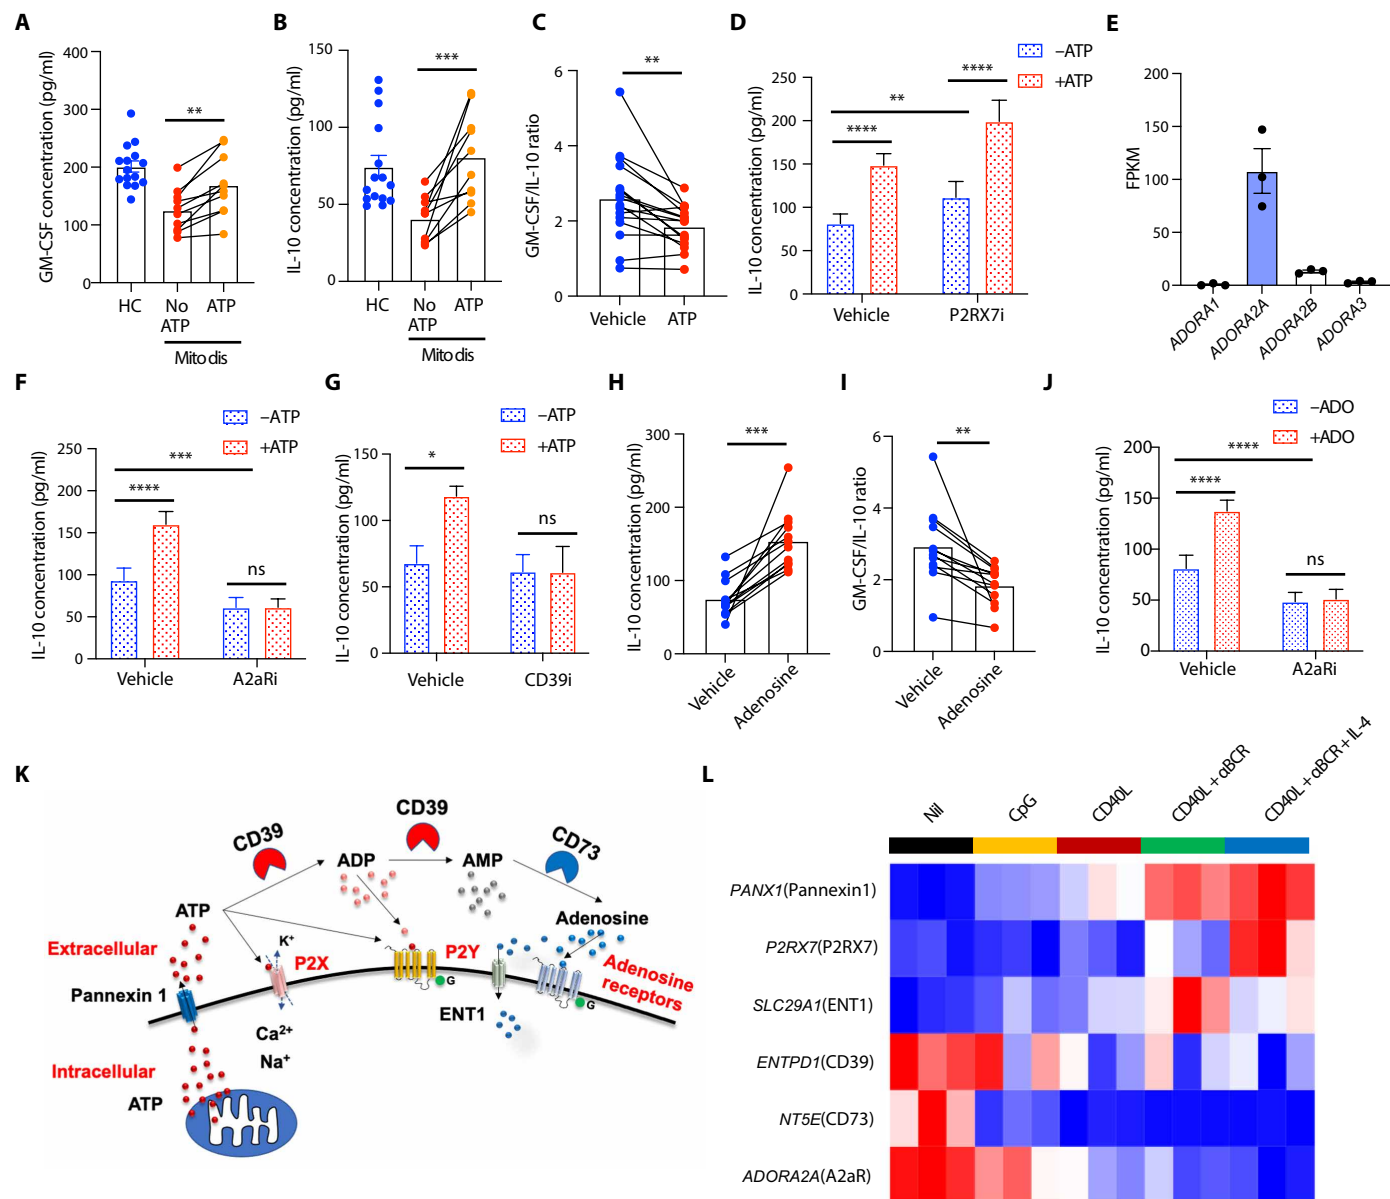 A
GM-CSF concentration (pg/ml)
400
300
200
100
0
**
HC
No
ATP
ATP
Mito dis
B
IL-10 concentration (pg/ml)
150
100
50
0
***
HC
No
ATP
ATP
Mito dis
C
GM-CSF/IL-10 ratio
6
4
2
0
**
Vehicle
ATP
D
–ATP
+ATP
IL-10 concentration (pg/ml)
250
200
150
100
50
0
****
**
****
Vehicle
P2RX7i
E
FPKM
200
150
100
50
0
ADORA1
ADORA2A
ADORA2B
ADORA3
F
–ATP
+ATP
IL-10 concentration (pg/ml)
250
200
150
100
50
0
***
****
ns
Vehicle
A2aRi
G
–ATP
+ATP
IL-10 concentration (pg/ml)
150
100
50
0
*
ns
Vehicle
CD39i
H
IL-10 concentration (pg/ml)
300
200
100
0
***
Vehicle
Adenosine
I
GM-CSF/IL-10 ratio
6
4
2
0
**
Vehicle
Adenosine
J
–ADO
+ADO
IL-10 concentration (pg/ml)
200
150
100
50
0
****
****
ns
Vehicle
A2aRi
K
CD39
CD39
CD73
ADP
AMP
ATP
Adenosine
Extracellular
K+
P2X
P2Y
Adenosine
receptors
G
G
Pannexin 1
ENT1
Ca2+
Na+
Intracellular
ATP
L
Nil
CpG
CD40L
CD40L + αBCR
CD40L + αBCR + IL-4
PANX1(Pannexin1)
P2RX7(P2RX7)
SLC29A1(ENT1)
ENTPD1(CD39)
NT5E(CD73)
ADORA2A(A2aR)